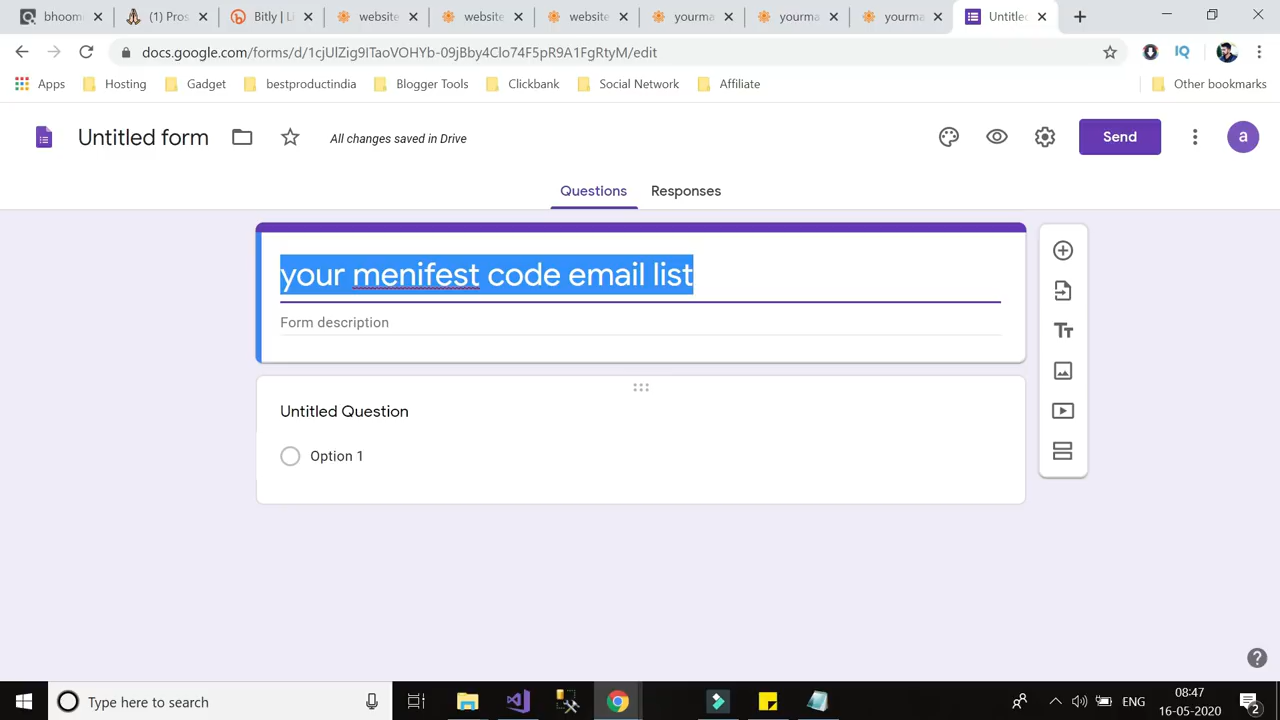 bhoom
(1) Pro
Bitly | L
website
website
website
yourma
yourma
yourma
Untitle
docs.google.com/forms/d/1cjUlZig9ITaoVOHYb-09jBby4Clo74F5pR9A1FgRtyM/edit
Apps
Hosting
Gadget
bestproductindia
Blogger Tools
Clickbank
Social Network
Affiliate
Other bookmarks
Untitled form
All changes saved in Drive
Send
a
Questions
Responses
your menifest code email list
Form description
Untitled Question
Option 1
Type here to search
ENG
08:47
16-05-2020
2